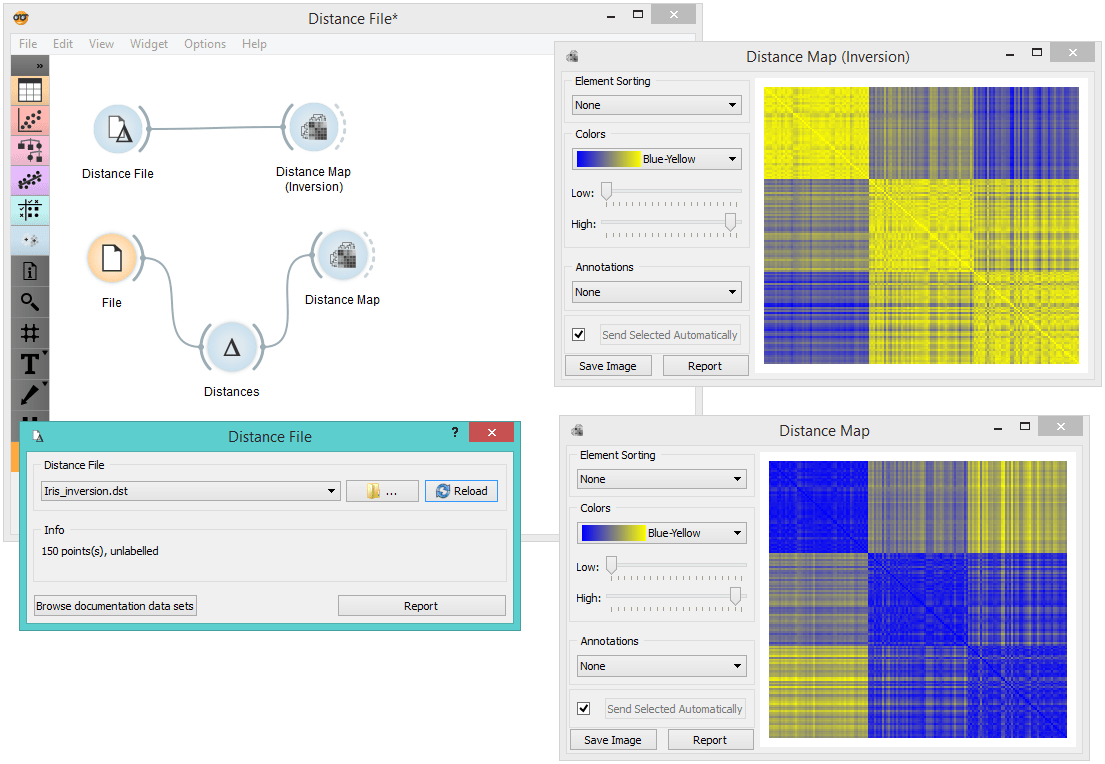 Distance File*
File Edit View Widget Options Help
»
Distance File
Distance Map
(Inversion)
File
Distance Map
Distances
T
Distance Map (Inversion)
Element Sorting
None
Colors
Blue-Yellow
Low:
High:
Annotations
None
Send Selected Automatically
Save Image Report
Distance File ?
Distance File
Iris_inversion.dst ... Reload
Info
150 points(s), unlabelled
Browse documentation data sets Report
Distance Map
Element Sorting
None
Colors
Blue-Yellow
Low:
High:
Annotations
None
Send Selected Automatically
Save Image Report